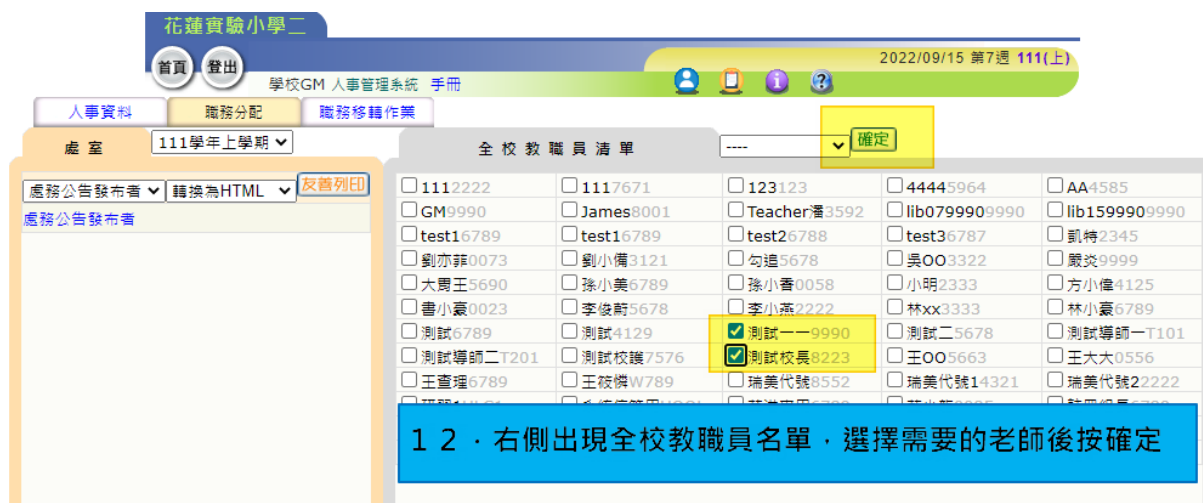 花蓮實驗小學二
首頁 登出 學校GM 人事管理系統 手冊 2022/09/15 第7週 111(上)
人事資料 職務分配 職務移轉作業
處室 111學年上學期 全校教職員清單 ---- 確定
處務公告發布者 轉換為HTML 友善列印
處務公告發布者
1112222 1117671 123123 44445964 AA4585
GM9990 James8001 Teacher潘3592 lib0799909990 lib1599909990
test16789 test16789 test26788 test36787 凱特2345
劉亦菲0073 劉小備3121 勾追5678 吳OO3322 嚴炎9999
大胃王5690 孫小美6789 孫小香0058 小明2333 方小偉4125
書小豪0023 李俊蔚5678 李小燕2222 林xx3333 林小豪6789
測試6789 測試4129 測試一一9990 測試二5678 測試導師一T101
測試導師二T201 測試校護7576 測試校長8223 王OO5663 王大大0556
王查理6789 王筱憐W789 瑞美代號8552 瑞美代號14321 瑞美代號22222
12．右側出現全校教職員名單，選擇需要的老師後按確定